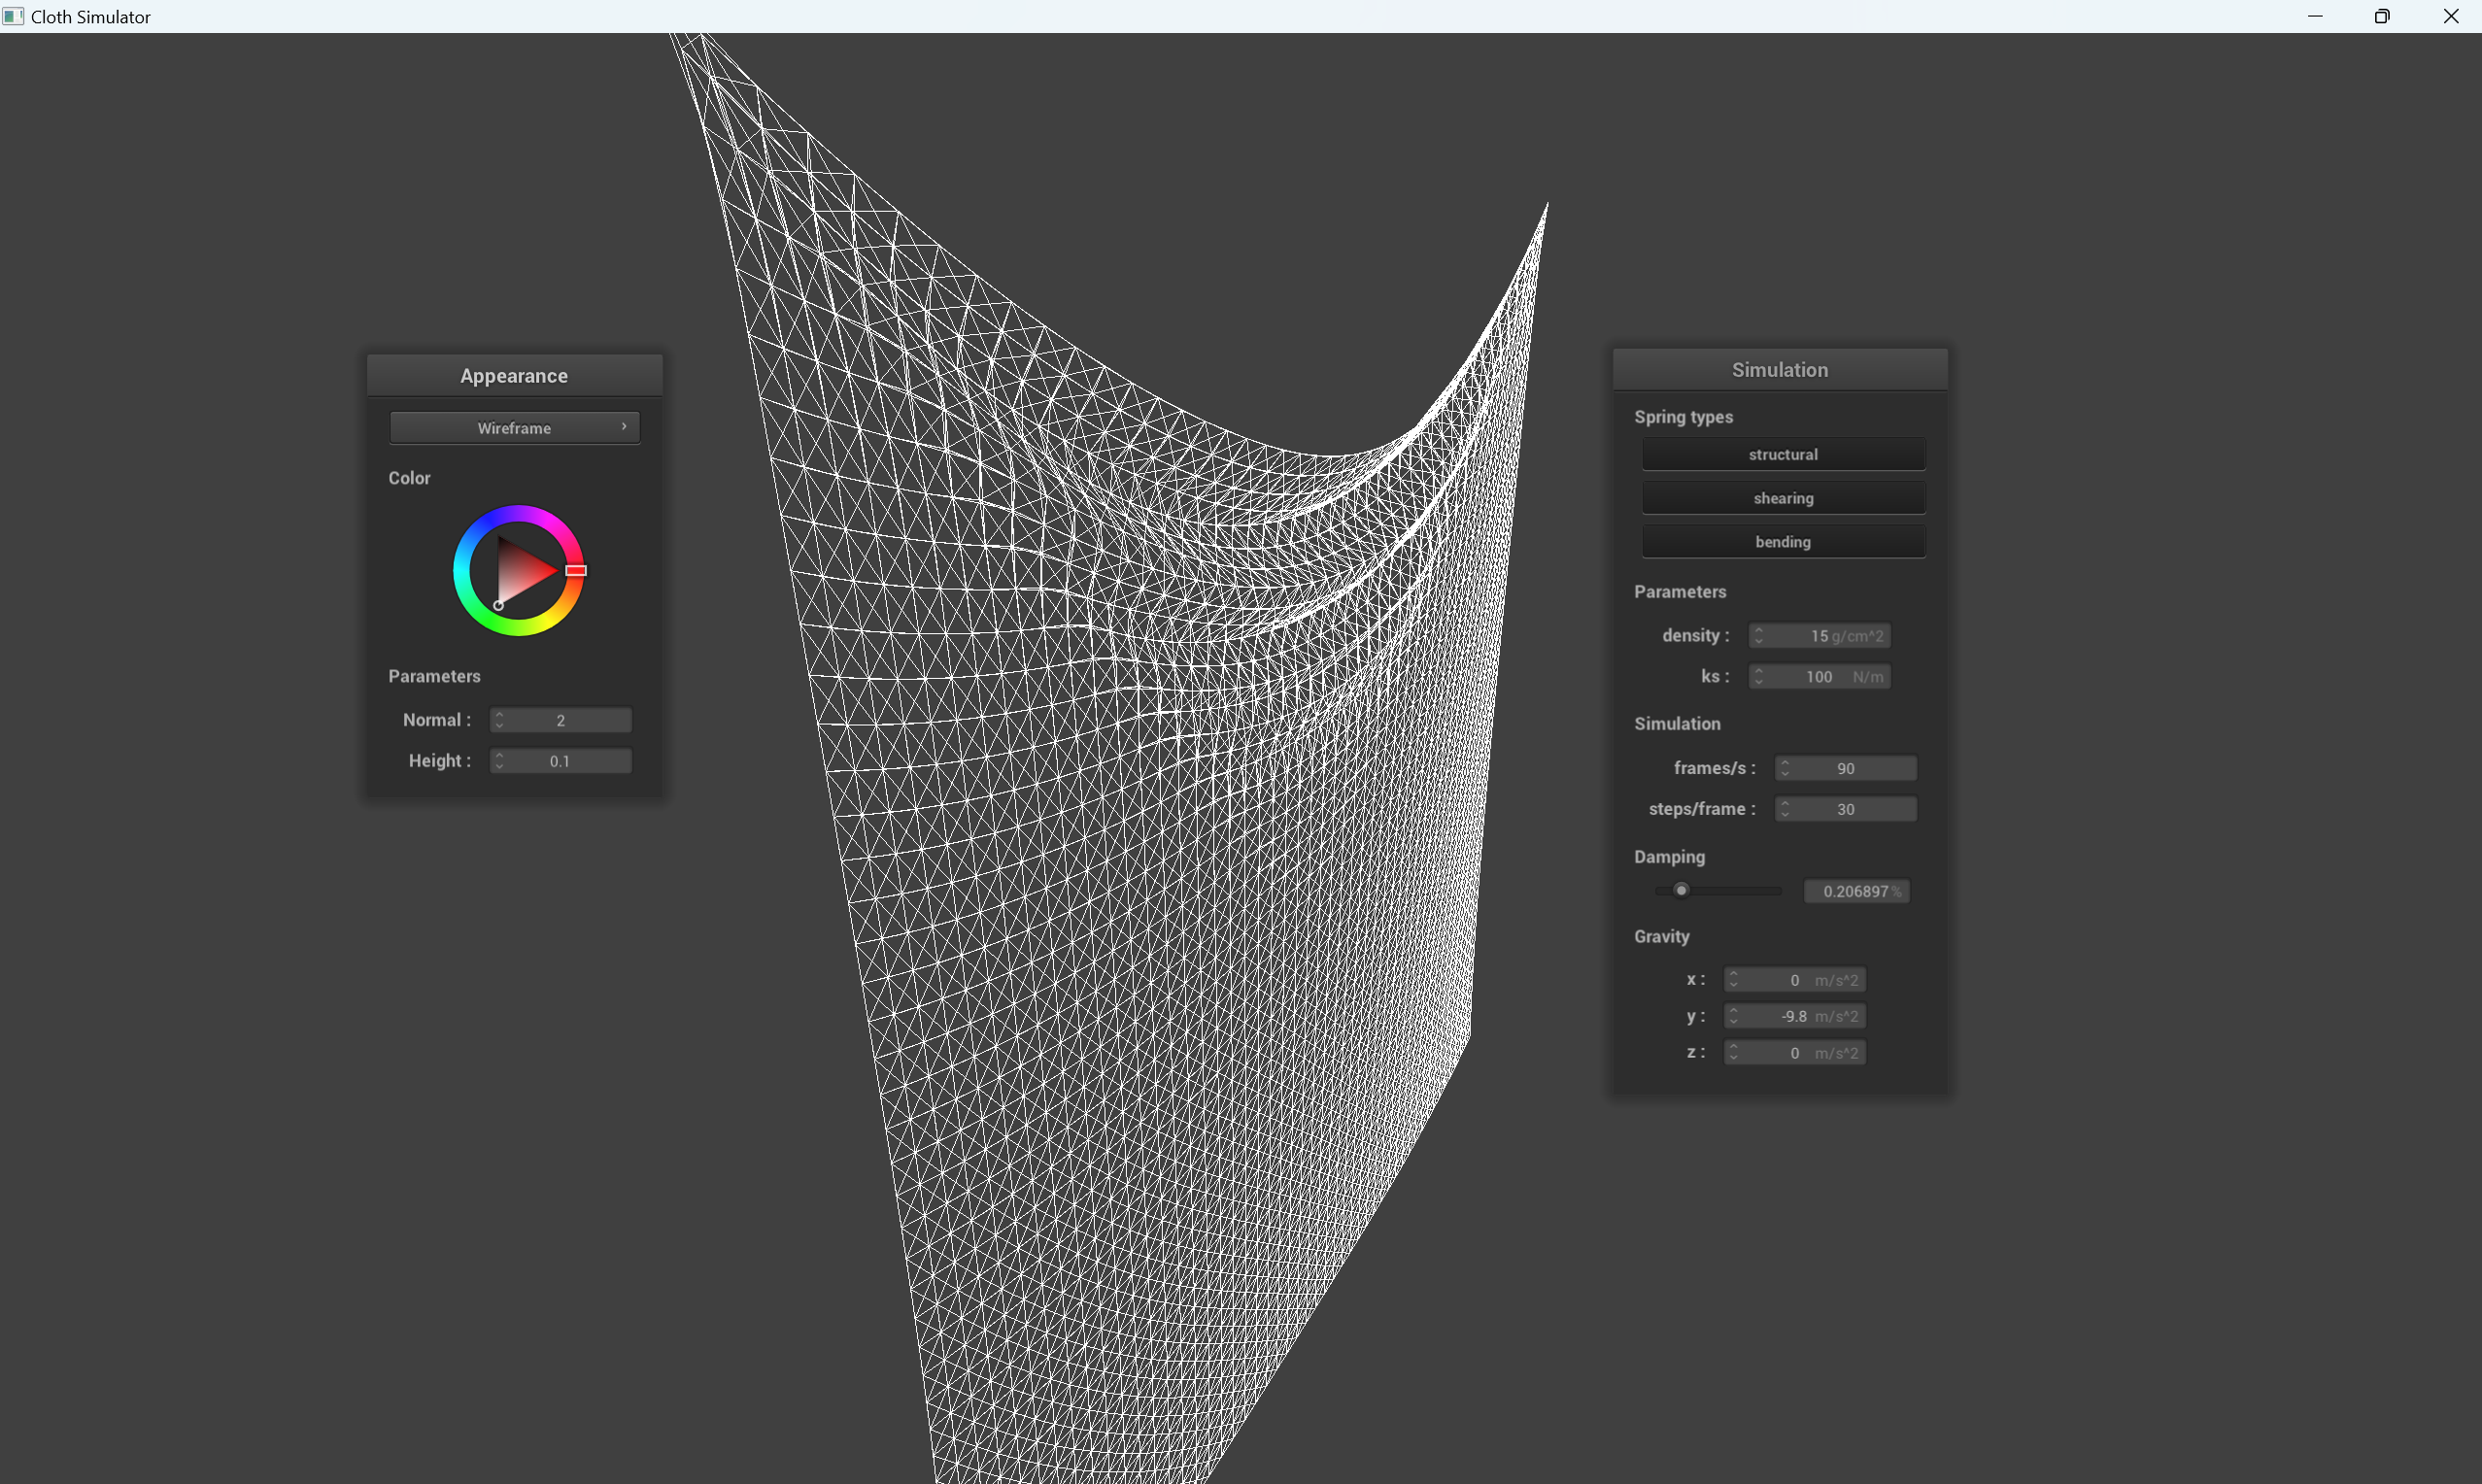 Cloth Simulator
Appearance
Wireframe
Color
Parameters
Normal : 2
Height : 0.1
Simulation
Spring types
structural
shearing
bending
Parameters
density : 15 g/cm^2
ks : 100 N/m
Simulation
frames/s : 90
steps/frame : 30
Damping
0.206897 %
Gravity
x : 0 m/s^2
y : -9.8 m/s^2
z : 0 m/s^2